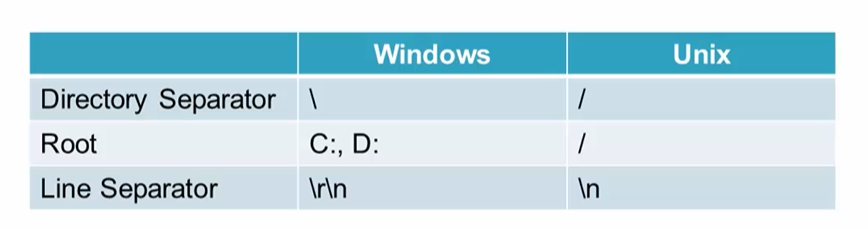 Windows Unix
Directory Separator \ /
Root C:, D: /
Line Separator \r\n \n